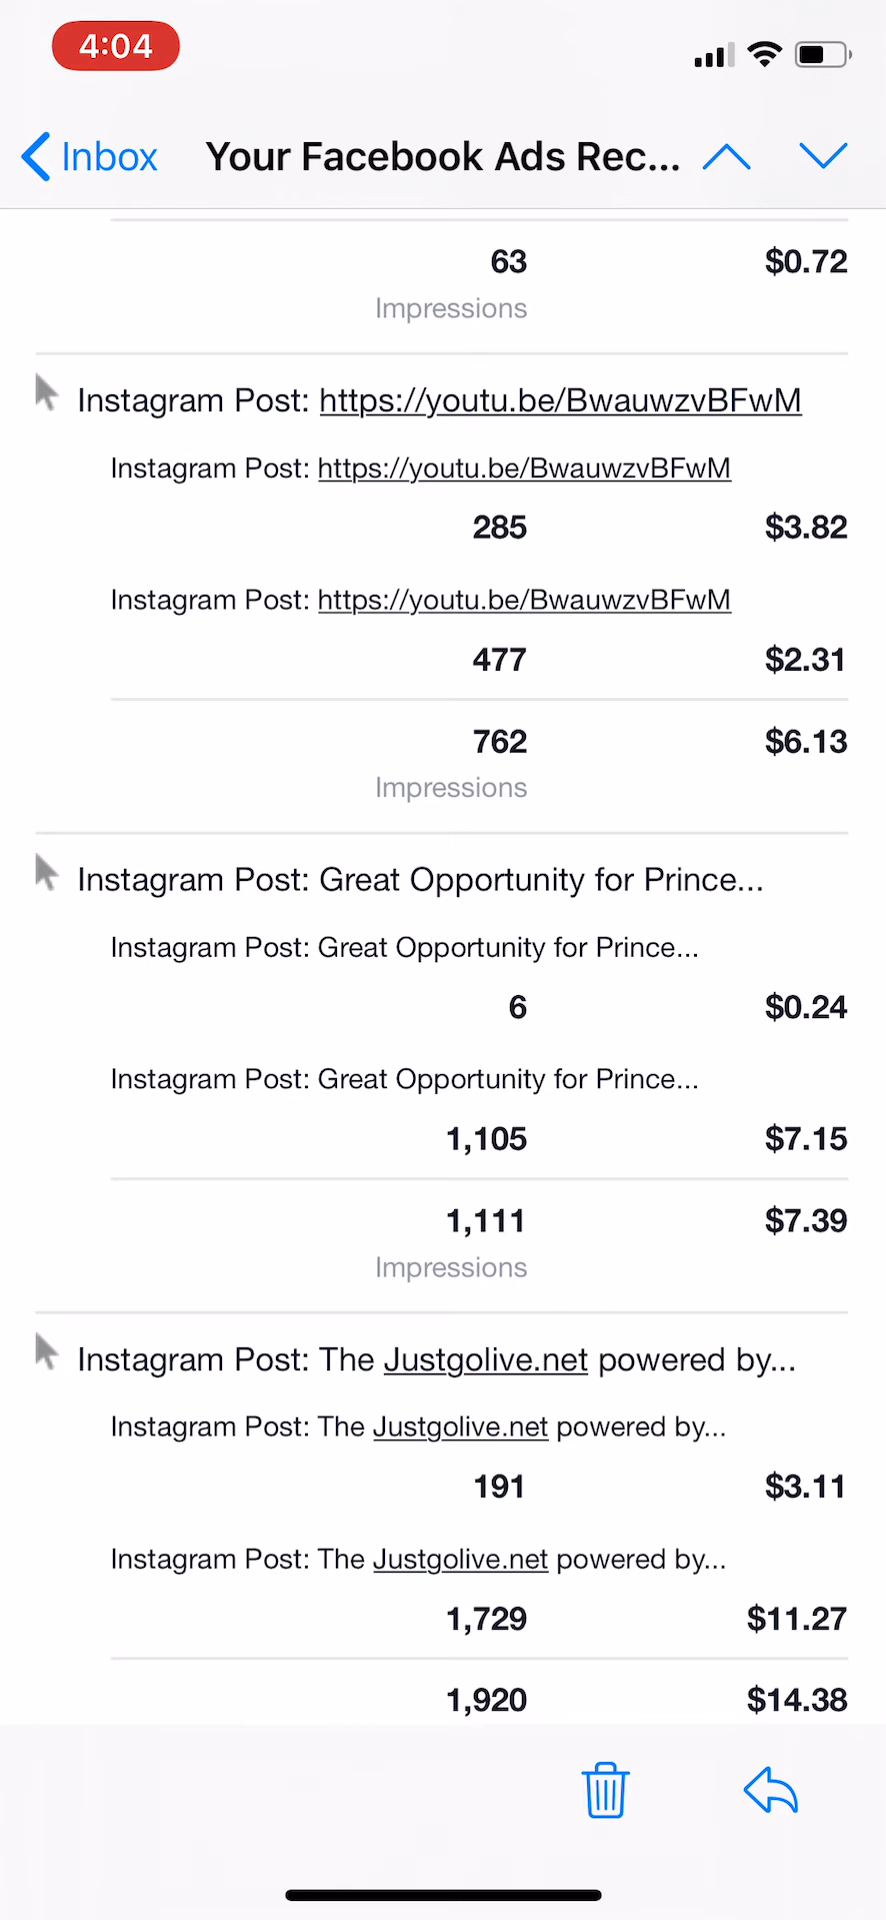 4:04
Inbox
Your Facebook Ads Rec...
63 $0.72
Impressions
Instagram Post: https://youtu.be/BwauwzvBFwM
Instagram Post: https://youtu.be/BwauwzvBFwM
285 $3.82
Instagram Post: https://youtu.be/BwauwzvBFwM
477 $2.31
762 $6.13
Impressions
Instagram Post: Great Opportunity for Prince...
Instagram Post: Great Opportunity for Prince...
6 $0.24
Instagram Post: Great Opportunity for Prince...
1,105 $7.15
1,111 $7.39
Impressions
Instagram Post: The Justgolive.net powered by...
Instagram Post: The Justgolive.net powered by...
191 $3.11
Instagram Post: The Justgolive.net powered by...
1,729 $11.27
1,920 $14.38